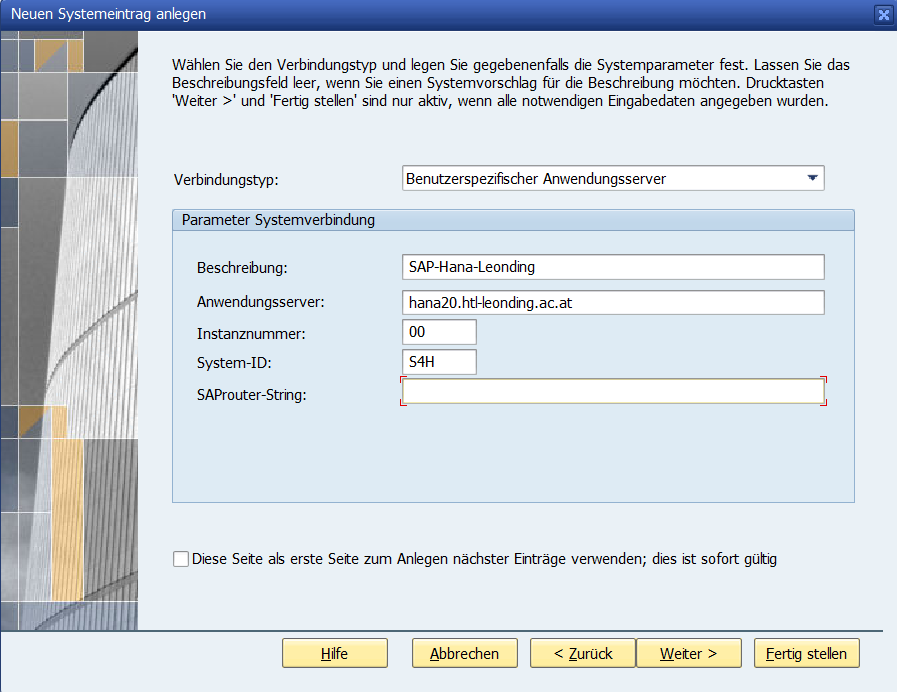 Neuen Systemeintrag anlegen
Wählen Sie den Verbindungstyp und legen Sie gegebenenfalls die Systemparameter fest. Lassen Sie das
Beschreibungsfeld leer, wenn Sie einen Systemvorschlag für die Beschreibung möchten. Drucktasten
'Weiter >' und 'Fertig stellen' sind nur aktiv, wenn alle notwendigen Eingabedaten angegeben wurden.
Verbindungstyp: Benutzerspezifischer Anwendungsserver
Parameter Systemverbindung
Beschreibung: SAP-Hana-Leonding
Anwendungsserver: hana20.htl-leonding.ac.at
Instanznummer: 00
System-ID: S4H
SAProuter-String:
Diese Seite als erste Seite zum Anlegen nächster Einträge verwenden; dies ist sofort gültig
Hilfe Abbrechen < Zurück Weiter > Fertig stellen